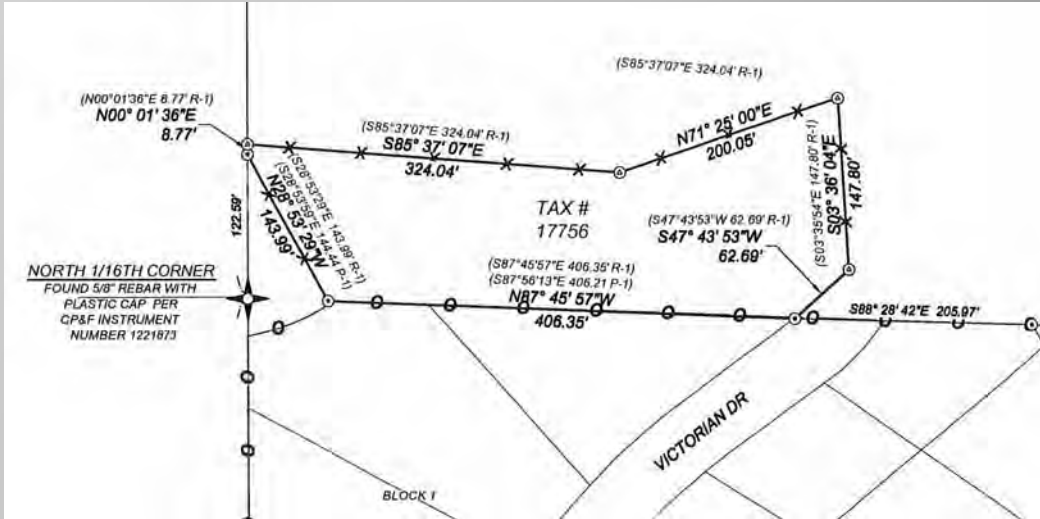 (S85°37'07"E 324.04' R-1)
(N00°01'36"E 8.77' R-1)
N00° 01' 36"E
8.77'
(S85°37'07"E 324.04' R-1)
S85° 37' 07"E
324.04'
N71° 25' 00"E
200.05'
(S03°35'54"E 147.80' R-1)
S03° 36' 04"E
147.80'
(S28°53'29"E 143.99' R-1)
(S28°53'59"E 144.44' P-1)
N28° 53' 29"W
143.99'
122.59'
TAX #
17756
(S47°43'53"W 62.69' R-1)
S47° 43' 53"W
62.69'
(S87°45'57"E 406.35' R-1)
(S87°56'13"E 406.21' P-1)
N87° 45' 57"W
406.35'
S88° 28' 42"E 205.97'
NORTH 1/16TH CORNER
FOUND 5/8" REBAR WITH
PLASTIC CAP PER
CP&F INSTRUMENT
NUMBER 1221873
VICTORIAN DR
BLOCK 1